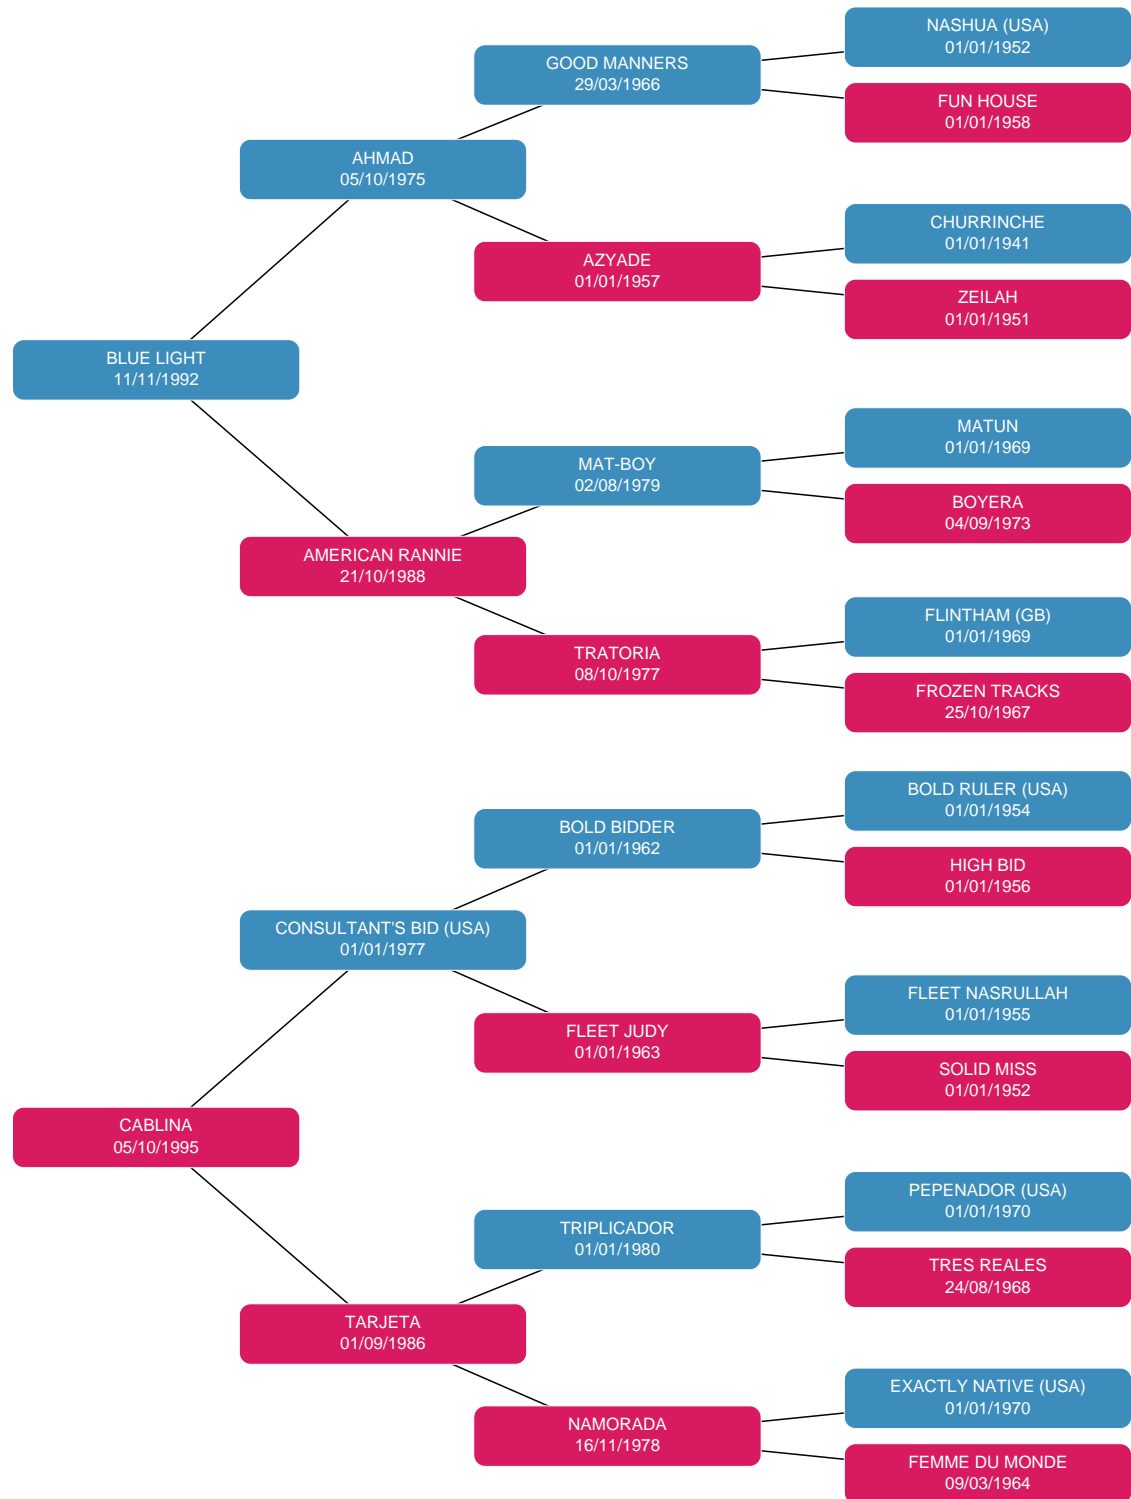 NASHUA (USA)
01/01/1952
GOOD MANNERS
29/03/1966
FUN HOUSE
01/01/1958
AHMAD
05/10/1975
CHURRINCHE
01/01/1941
AZYADE
01/01/1957
ZEILAH
01/01/1951
BLUE LIGHT
11/11/1992
MATUN
01/01/1969
MAT-BOY
02/08/1979
BOYERA
04/09/1973
AMERICAN RANNIE
21/10/1988
FLINTHAM (GB)
01/01/1969
TRATORIA
08/10/1977
FROZEN TRACKS
25/10/1967
BOLD RULER (USA)
01/01/1954
BOLD BIDDER
01/01/1962
HIGH BID
01/01/1956
CONSULTANT'S BID (USA)
01/01/1977
FLEET NASRULLAH
01/01/1955
FLEET JUDY
01/01/1963
SOLID MISS
01/01/1952
CABLINA
05/10/1995
PEPENADOR (USA)
01/01/1970
TRIPLICADOR
01/01/1980
TRES REALES
24/08/1968
TARJETA
01/09/1986
EXACTLY NATIVE (USA)
01/01/1970
NAMORADA
16/11/1978
FEMME DU MONDE
09/03/1964